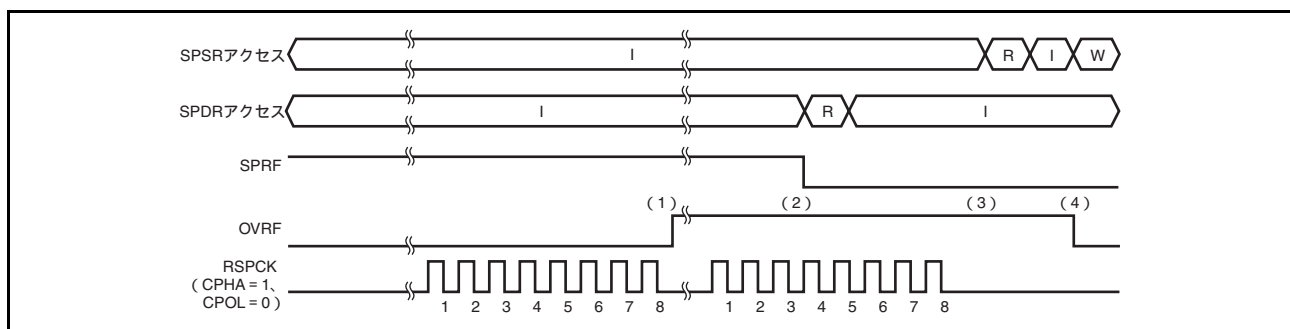 SPSRアクセス I R I W
SPDRアクセス I R I
SPRF
（1） （2） （3） （4）
OVRF
RSPCK
（CPHA = 1、
CPOL = 0）
1 2 3 4 5 6 7 8 1 2 3 4 5 6 7 8